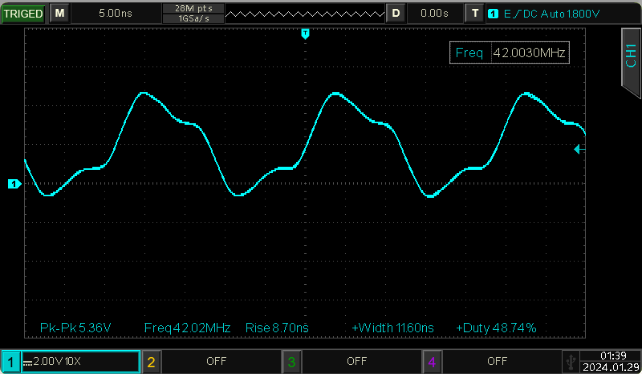 TRIGED M 5.00ns 28M pts 1GSa/s D 0.00s T 1 E DC Auto 1.800V
T
Freq 42.0030MHz
CH1
1
Pk-Pk 5.36V Freq 42.02MHz Rise 8.70ns +Width 11.60ns +Duty 48.74%
1 2.00V 10X 2 OFF 3 OFF 4 OFF 01:39
2024.01.29